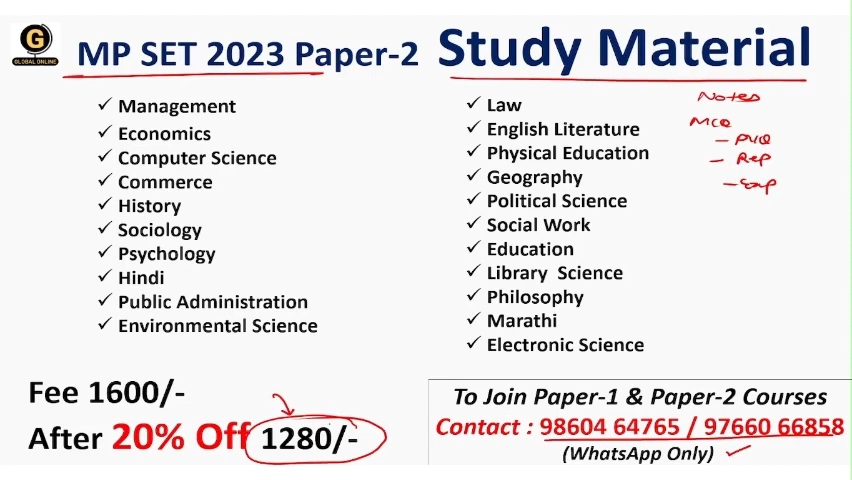 G
GLOBAL ONLINE
MP SET 2023 Paper-2 Study Material
✓ Management
✓ Economics
✓ Computer Science
✓ Commerce
✓ History
✓ Sociology
✓ Psychology
✓ Hindi
✓ Public Administration
✓ Environmental Science
✓ Law
✓ English Literature
✓ Physical Education
✓ Geography
✓ Political Science
✓ Social Work
✓ Education
✓ Library Science
✓ Philosophy
✓ Marathi
✓ Electronic Science
Notes
MCQ
- PYQ
- Rep
- Exp
Fee 1600/-
After 20% Off 1280/-
To Join Paper-1 & Paper-2 Courses
Contact : 98604 64765 / 97660 66858
(WhatsApp Only)